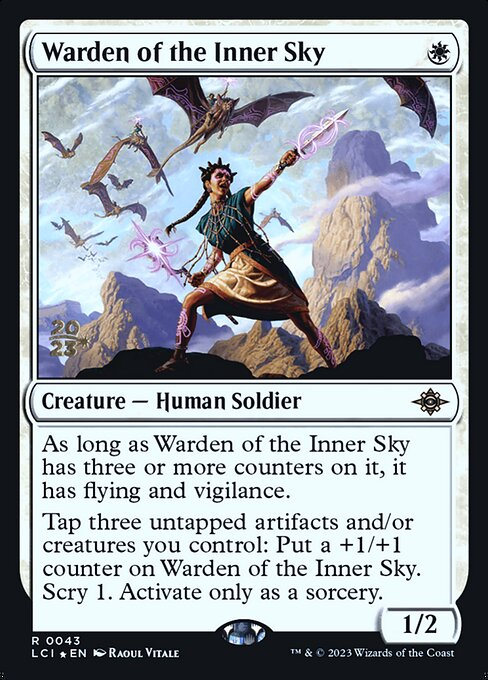 Warden of the Inner Sky
20
23
Creature — Human Soldier
As long as Warden of the Inner Sky
has three or more counters on it, it
has flying and vigilance.
Tap three untapped artifacts and/or
creatures you control: Put a +1/+1
counter on Warden of the Inner Sky.
Scry 1. Activate only as a sorcery.
1/2
R 0043
LCI ★ EN Raoul Vitale
™ & © 2023 Wizards of the Coast